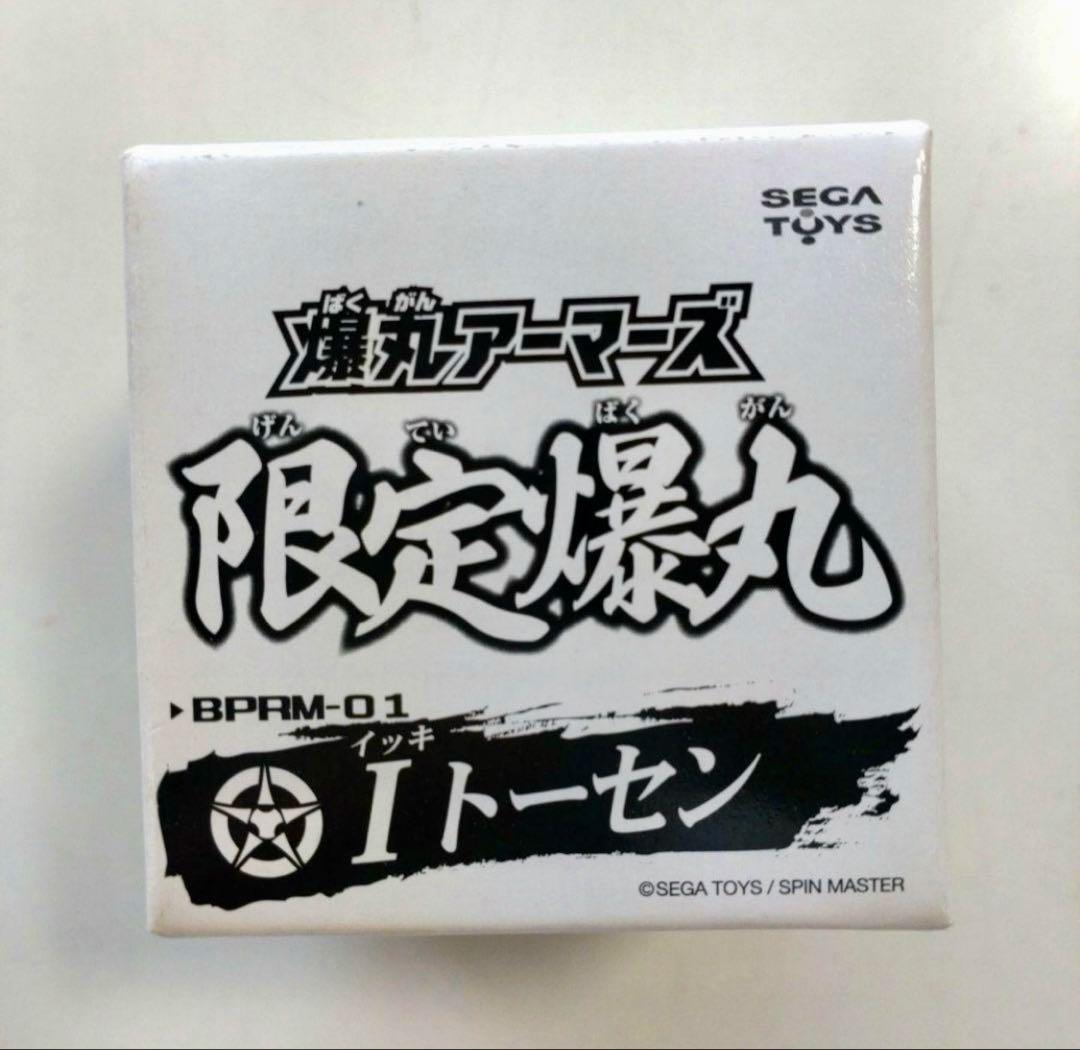 SEGA
TOYS
ばく がん
爆丸アーマーズ
げん てい ばく がん
限定爆丸
▶BPRM-01
イッキ
Iトーセン
©SEGA TOYS / SPIN MASTER